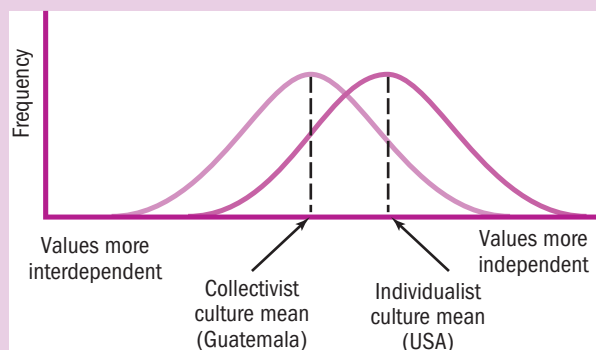 Frequency
Values more
interdependent
Values more
independent
Collectivist
culture mean
(Guatemala)
Individualist
culture mean
(USA)